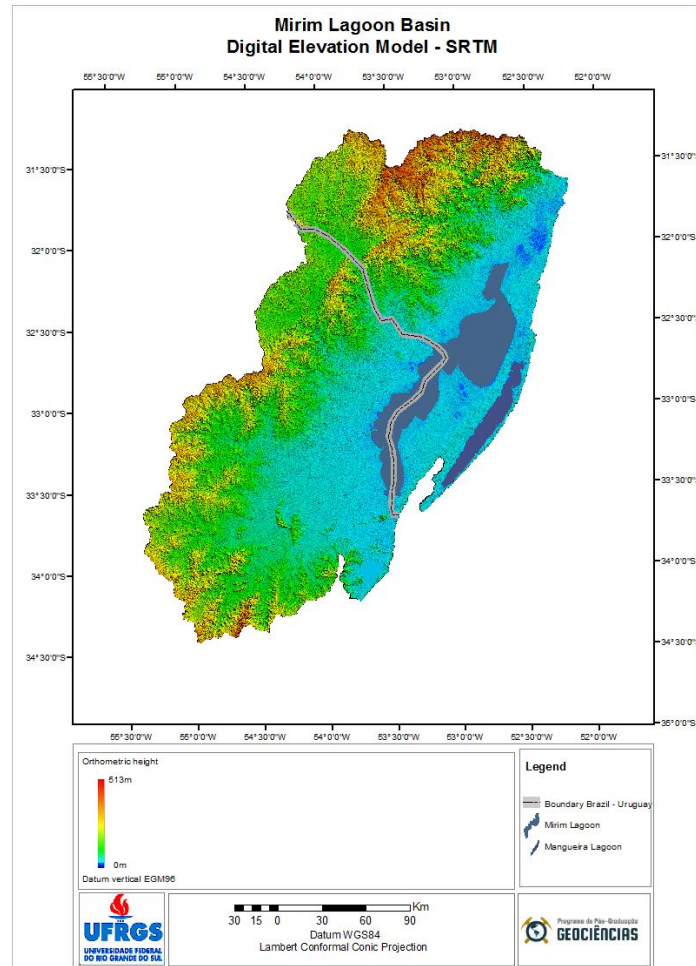 Mirim Lagoon Basin
Digital Elevation Model - SRTM
55°30'0"W 55°0'0"W 54°30'0"W 54°0'0"W 53°30'0"W 53°0'0"W 52°30'0"W 52°0'0"W
31°30'0"S 31°30'0"S
32°0'0"S 32°0'0"S
32°30'0"S 32°30'0"S
33°0'0"S 33°0'0"S
33°30'0"S 33°30'0"S
34°0'0"S 34°0'0"S
34°30'0"S 34°30'0"S
35°0'0"S
55°30'0"W 55°0'0"W 54°30'0"W 54°0'0"W 53°30'0"W 53°0'0"W 52°30'0"W 52°0'0"W
Orthometric height
513m
0m
Datum vertical EGM96
Legend
Boundary Brazil - Uruguay
Mirim Lagoon
Mangueira Lagoon
UFRGS
UNIVERSIDADE FEDERAL
DO RIO GRANDE DO SUL
Km
30 15 0 30 60 90
Datum WGS84
Lambert Conformal Conic Projection
Programa de Pós-Graduação
GEOCIÊNCIAS